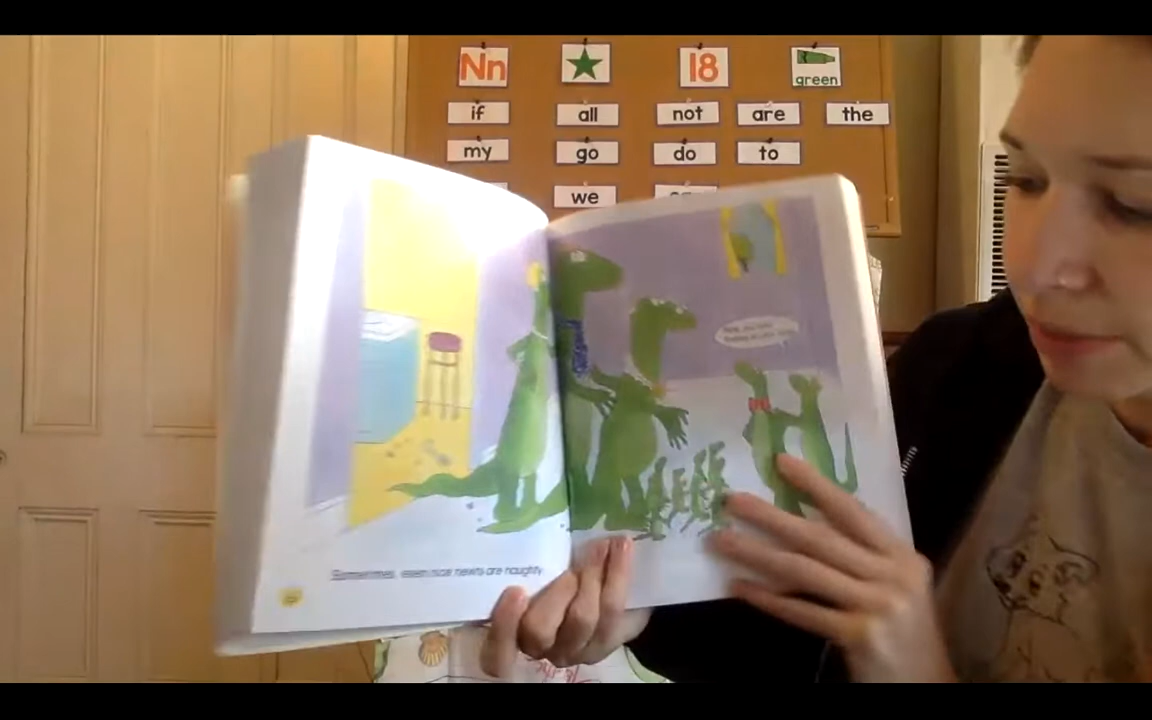 Nn 18
green
if all not are the
my go do to
we
Sometimes, even nice newts are naughty.